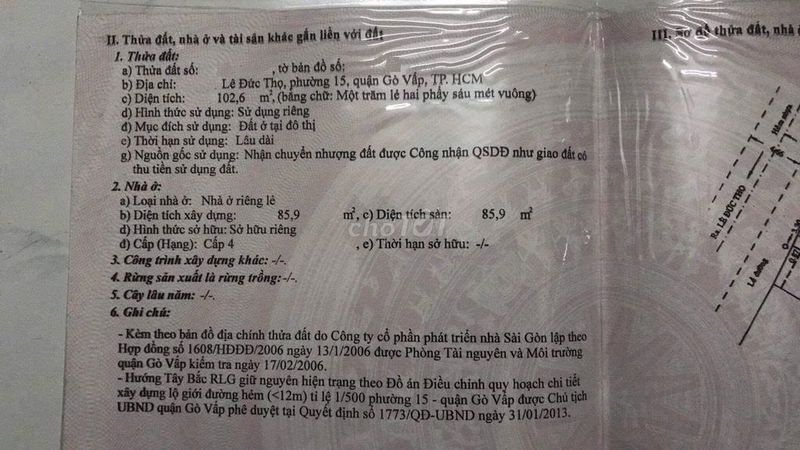 II. Thửa đất, nhà ở và tài sản khác gắn liền với đất
1. Thửa đất:
a) Thửa đất số: , tờ bản đồ số:
b) Địa chỉ: Lê Đức Thọ, phường 15, quận Gò Vấp, TP. HCM
c) Diện tích: 102,6 m², (bằng chữ: Một trăm lẻ hai phẩy sáu mét vuông)
d) Hình thức sử dụng: Sử dụng riêng
đ) Mục đích sử dụng: Đất ở tại đô thị
e) Thời hạn sử dụng: Lâu dài
g) Nguồn gốc sử dụng: Nhận chuyển nhượng đất được Công nhận QSDĐ như giao đất có
thu tiền sử dụng đất.
2. Nhà ở:
a) Loại nhà ở: Nhà ở riêng lẻ
b) Diện tích xây dựng: 85,9 m², c) Diện tích sàn: 85,9 m²
d) Hình thức sở hữu: Sở hữu riêng
đ) Cấp (Hạng): Cấp 4 , e) Thời hạn sở hữu: -/-
3. Công trình xây dựng khác: -/-.
4. Rừng sản xuất là rừng trồng:-/-.
5. Cây lâu năm: -/-.
6. Ghi chú:
- Kèm theo bản đồ địa chính thửa đất do Công ty cổ phần phát triển nhà Sài Gòn lập theo
Hợp đồng số 1608/HĐĐĐ/2006 ngày 13/1/2006 được Phòng Tài nguyên và Môi trường
quận Gò Vấp kiểm tra ngày 17/02/2006.
- Hướng Tây Bắc RLG giữ nguyên hiện trạng theo Đồ án Điều chỉnh quy hoạch chi tiết
xây dựng lộ giới đường hẻm (<12m) tỉ lệ 1/500 phường 15 - quận Gò Vấp được Chủ tịch
UBND quận Gò Vấp phê duyệt tại Quyết định số 1773/QĐ-UBND ngày 31/01/2013.
chợTỐT
III. Sơ đồ thửa đất, nhà ở
Ra: LÊ ĐỨC THỌ
Hẻm nhựa
Lề đường